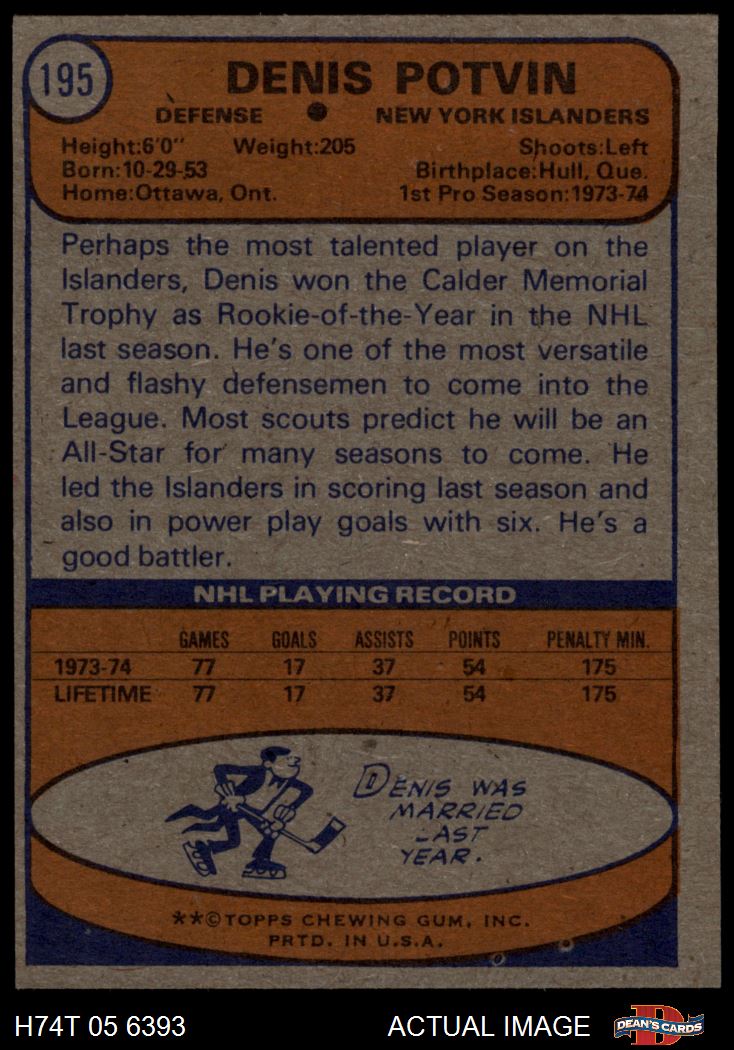 195
DENIS POTVIN
DEFENSE ● NEW YORK ISLANDERS
Height:6'0" Weight:205 Shoots:Left
Born:10-29-53 Birthplace:Hull, Que.
Home:Ottawa, Ont. 1st Pro Season:1973-74
Perhaps the most talented player on the
Islanders, Denis won the Calder Memorial
Trophy as Rookie-of-the-Year in the NHL
last season. He's one of the most versatile
and flashy defensemen to come into the
League. Most scouts predict he will be an
All-Star for many seasons to come. He
led the Islanders in scoring last season and
also in power play goals with six. He's a
good battler.
NHL PLAYING RECORD
GAMES GOALS ASSISTS POINTS PENALTY MIN.
1973-74 77 17 37 54 175
LIFETIME 77 17 37 54 175
DENIS WAS
MARRIED
LAST
YEAR.
**©TOPPS CHEWING GUM, INC.
PRTD. IN U.S.A.
H74T 05 6393 ACTUAL IMAGE
D
DEAN'S CARDS